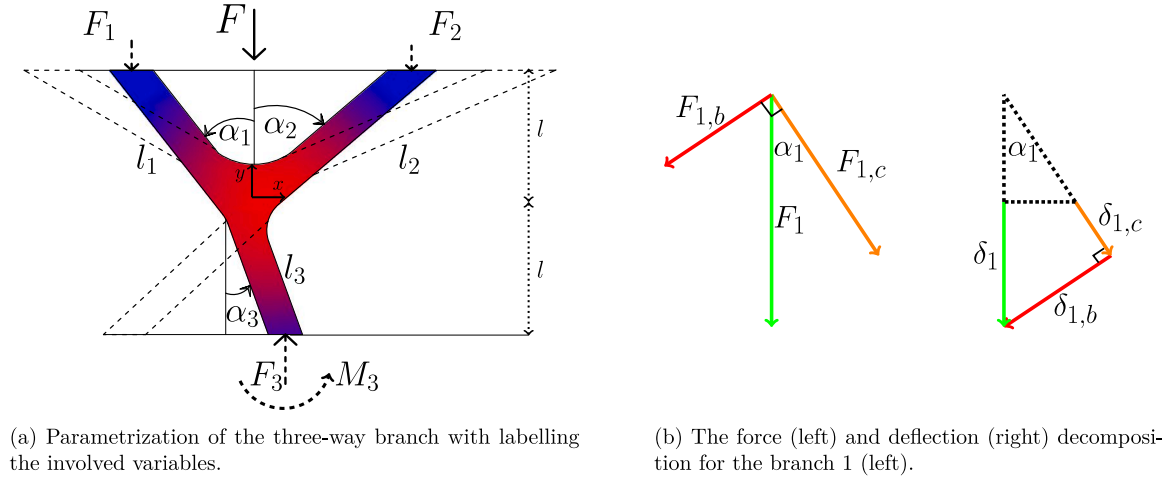 F₁
F
F₂
α₁
α₂
l
l₁
l₂
y
x
l₃
α₃
l
F₃
M₃
F₁,b
α₁
F₁,c
F₁
α₁
δ₁,c
δ₁
δ₁,b
(a) Parametrization of the three-way branch with labelling
the involved variables.
(b) The force (left) and deflection (right) decomposi-
tion for the branch 1 (left).